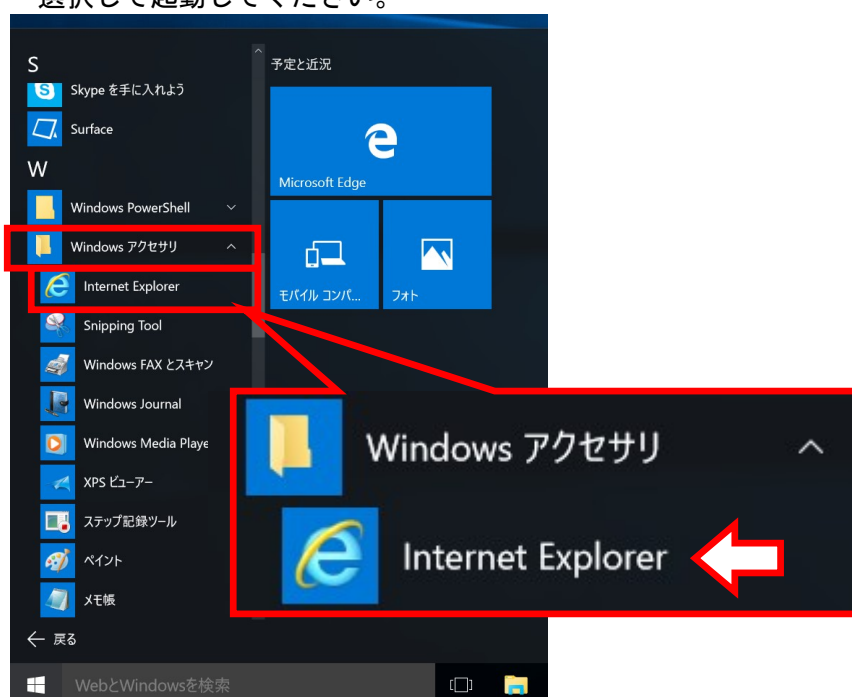 選択して起動してください。
S
Skype を手に入れよう
Surface
W
Windows PowerShell
Windows アクセサリ
Internet Explorer
Snipping Tool
Windows FAX とスキャン
Windows Journal
Windows Media Playe
XPS ビューアー
ステップ記録ツール
ペイント
メモ帳
戻る
WebとWindowsを検索
予定と近況
Microsoft Edge
モバイル コンパ...
フォト
Windows アクセサリ
Internet Explorer